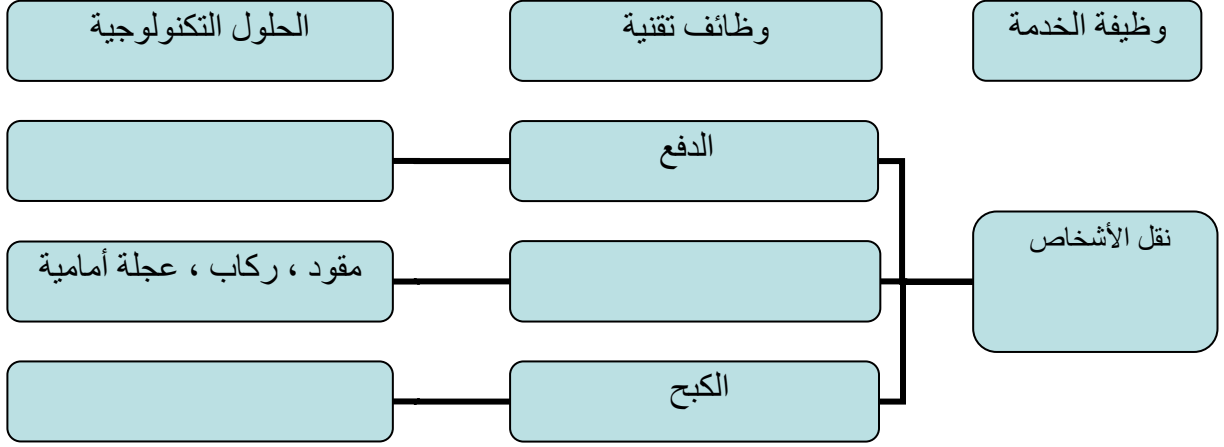 وظيفة الخدمة
وظائف تقنية
الحلول التكنولوجية
الدفع
نقل الأشخاص
مقود ، ركاب ، عجلة أمامية
الكبح